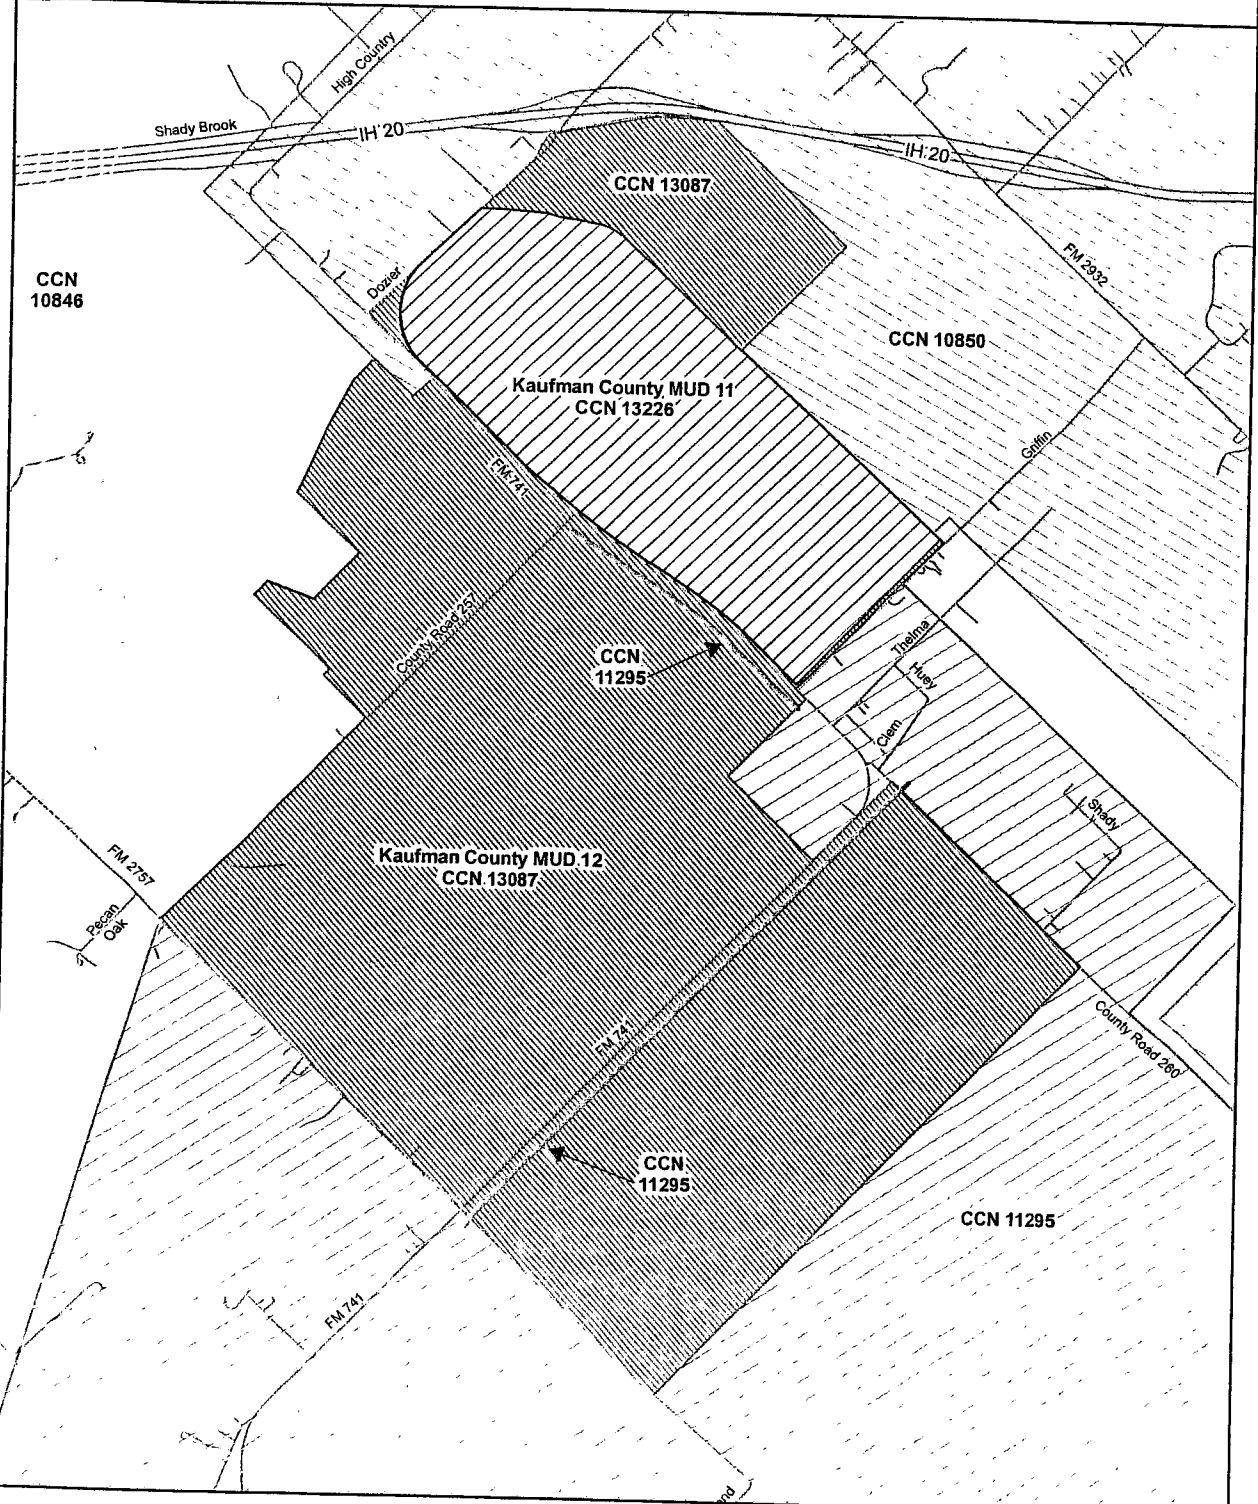 High Country
Shady Brook
IH 20
IH 20
CCN 13087
FM 2932
CCN
10846
Dozier
CCN 10850
Kaufman County MUD 11
CCN 13226
Griffin
FM 741
County Road 257
CCN
11295
Thelma
Huey
Clem
Shady
FM 2757
Kaufman County MUD 12
CCN 13087
Pecan
Oak
County Road 260
FM 741
CCN
11295
CCN 11295
FM 741